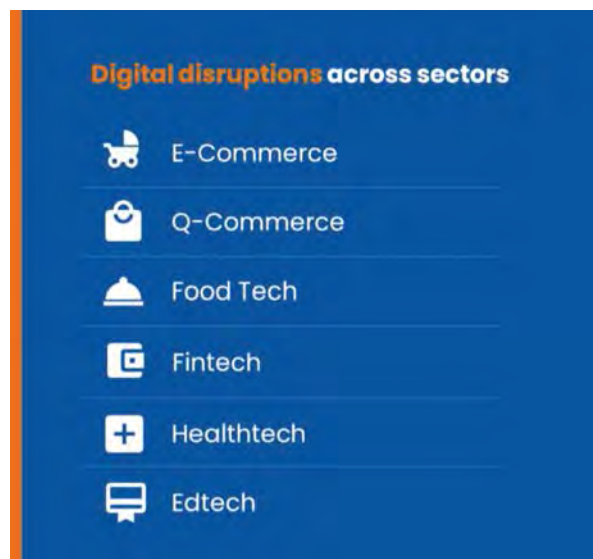 Digital disruptions across sectors
E-Commerce
Q-Commerce
Food Tech
Fintech
Healthtech
Edtech